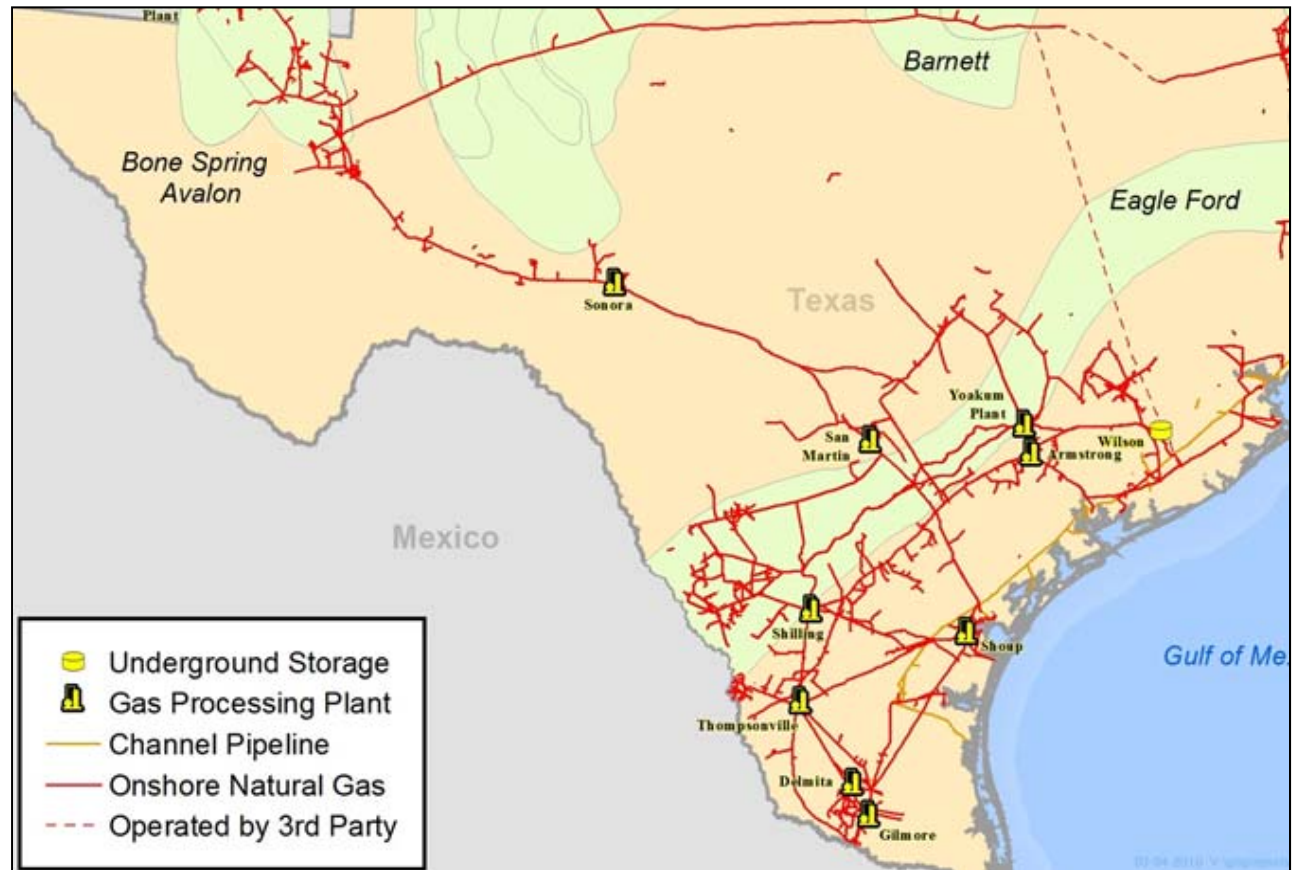 Plant
Barnett
Bone Spring
Avalon
Eagle Ford
Sonora
Texas
Yoakum
Plant
San
Martin
Wilson
Armstrong
Mexico
Shilling
Shoup
Gulf of Me
Thompsonville
Delmita
Gilmore
Underground Storage
Gas Processing Plant
Channel Pipeline
Onshore Natural Gas
Operated by 3rd Party